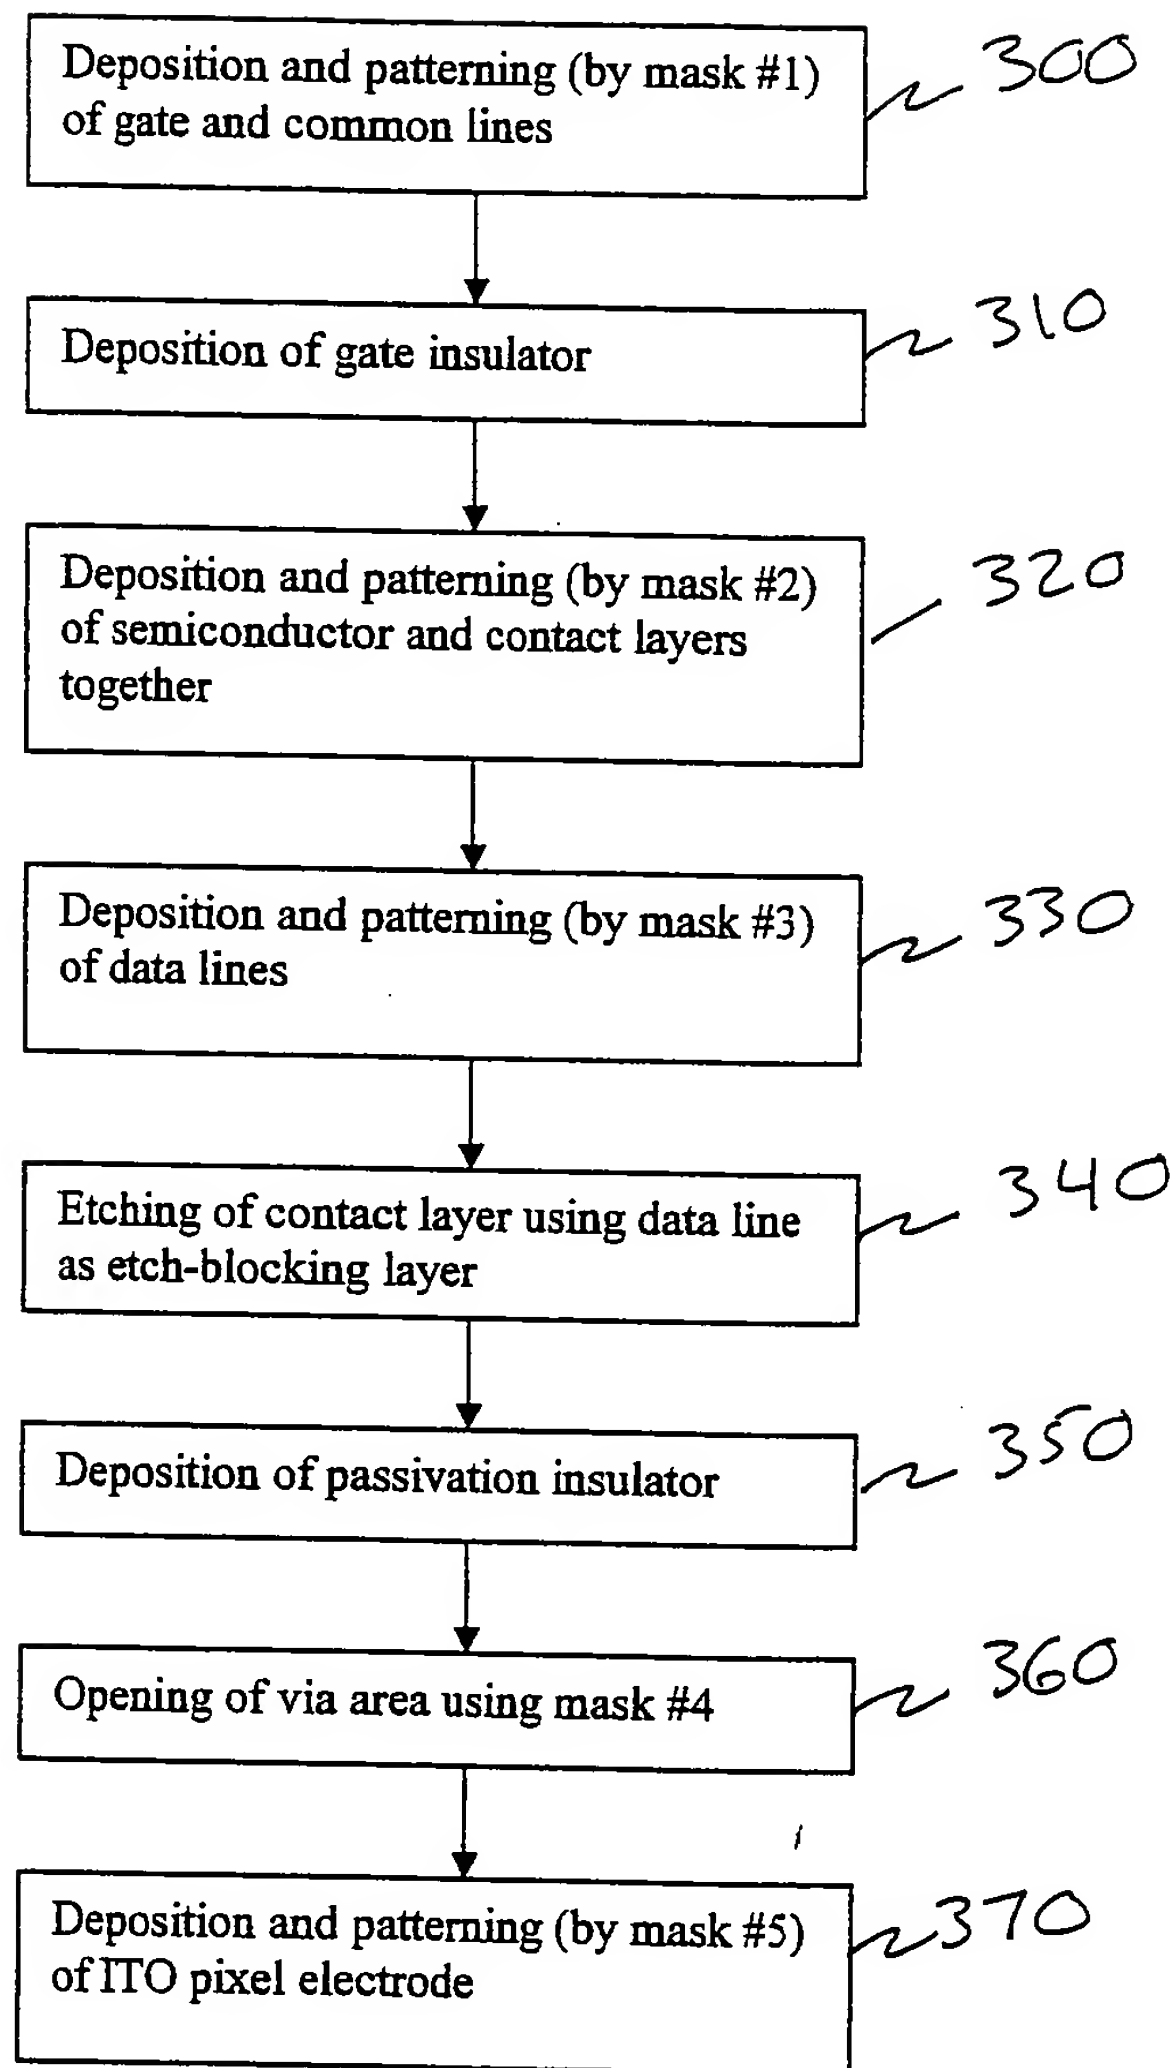 Deposition and patterning (by mask #1)
of gate and common lines
300
Deposition of gate insulator
310
Deposition and patterning (by mask #2)
of semiconductor and contact layers
together
320
Deposition and patterning (by mask #3)
of data lines
330
Etching of contact layer using data line
as etch-blocking layer
340
Deposition of passivation insulator
350
Opening of via area using mask #4
360
Deposition and patterning (by mask #5)
of ITO pixel electrode
370